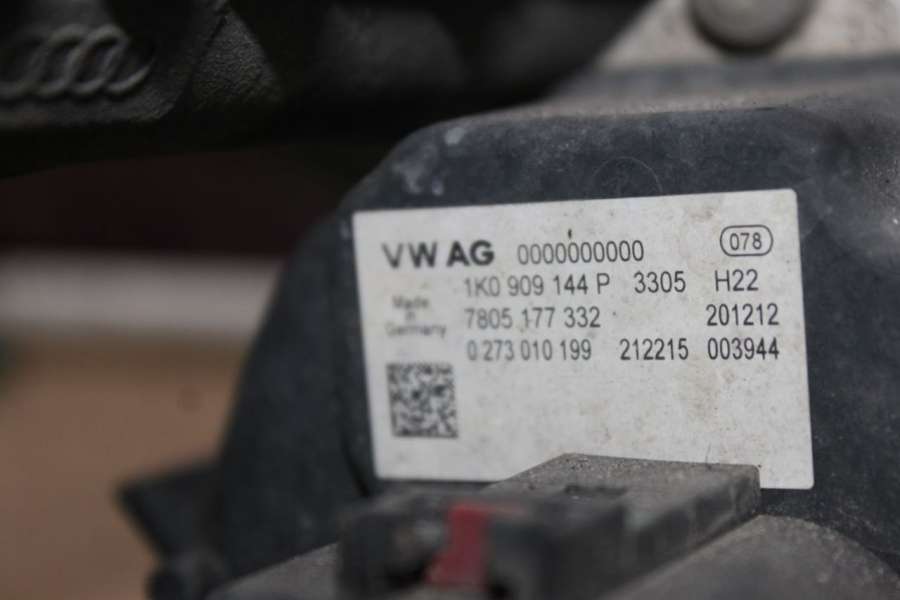 VW AG 0000000000 078
1K0 909 144 P 3305 H22
Made in Germany
7805 177 332 201212
0 273 010 199 212215 003944